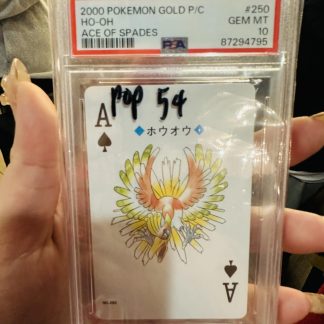 2000 POKEMON GOLD P/C #250
HO-OH GEM MT
ACE OF SPADES 10
PSA 87294795
POP 54
A
ホウオウ
A